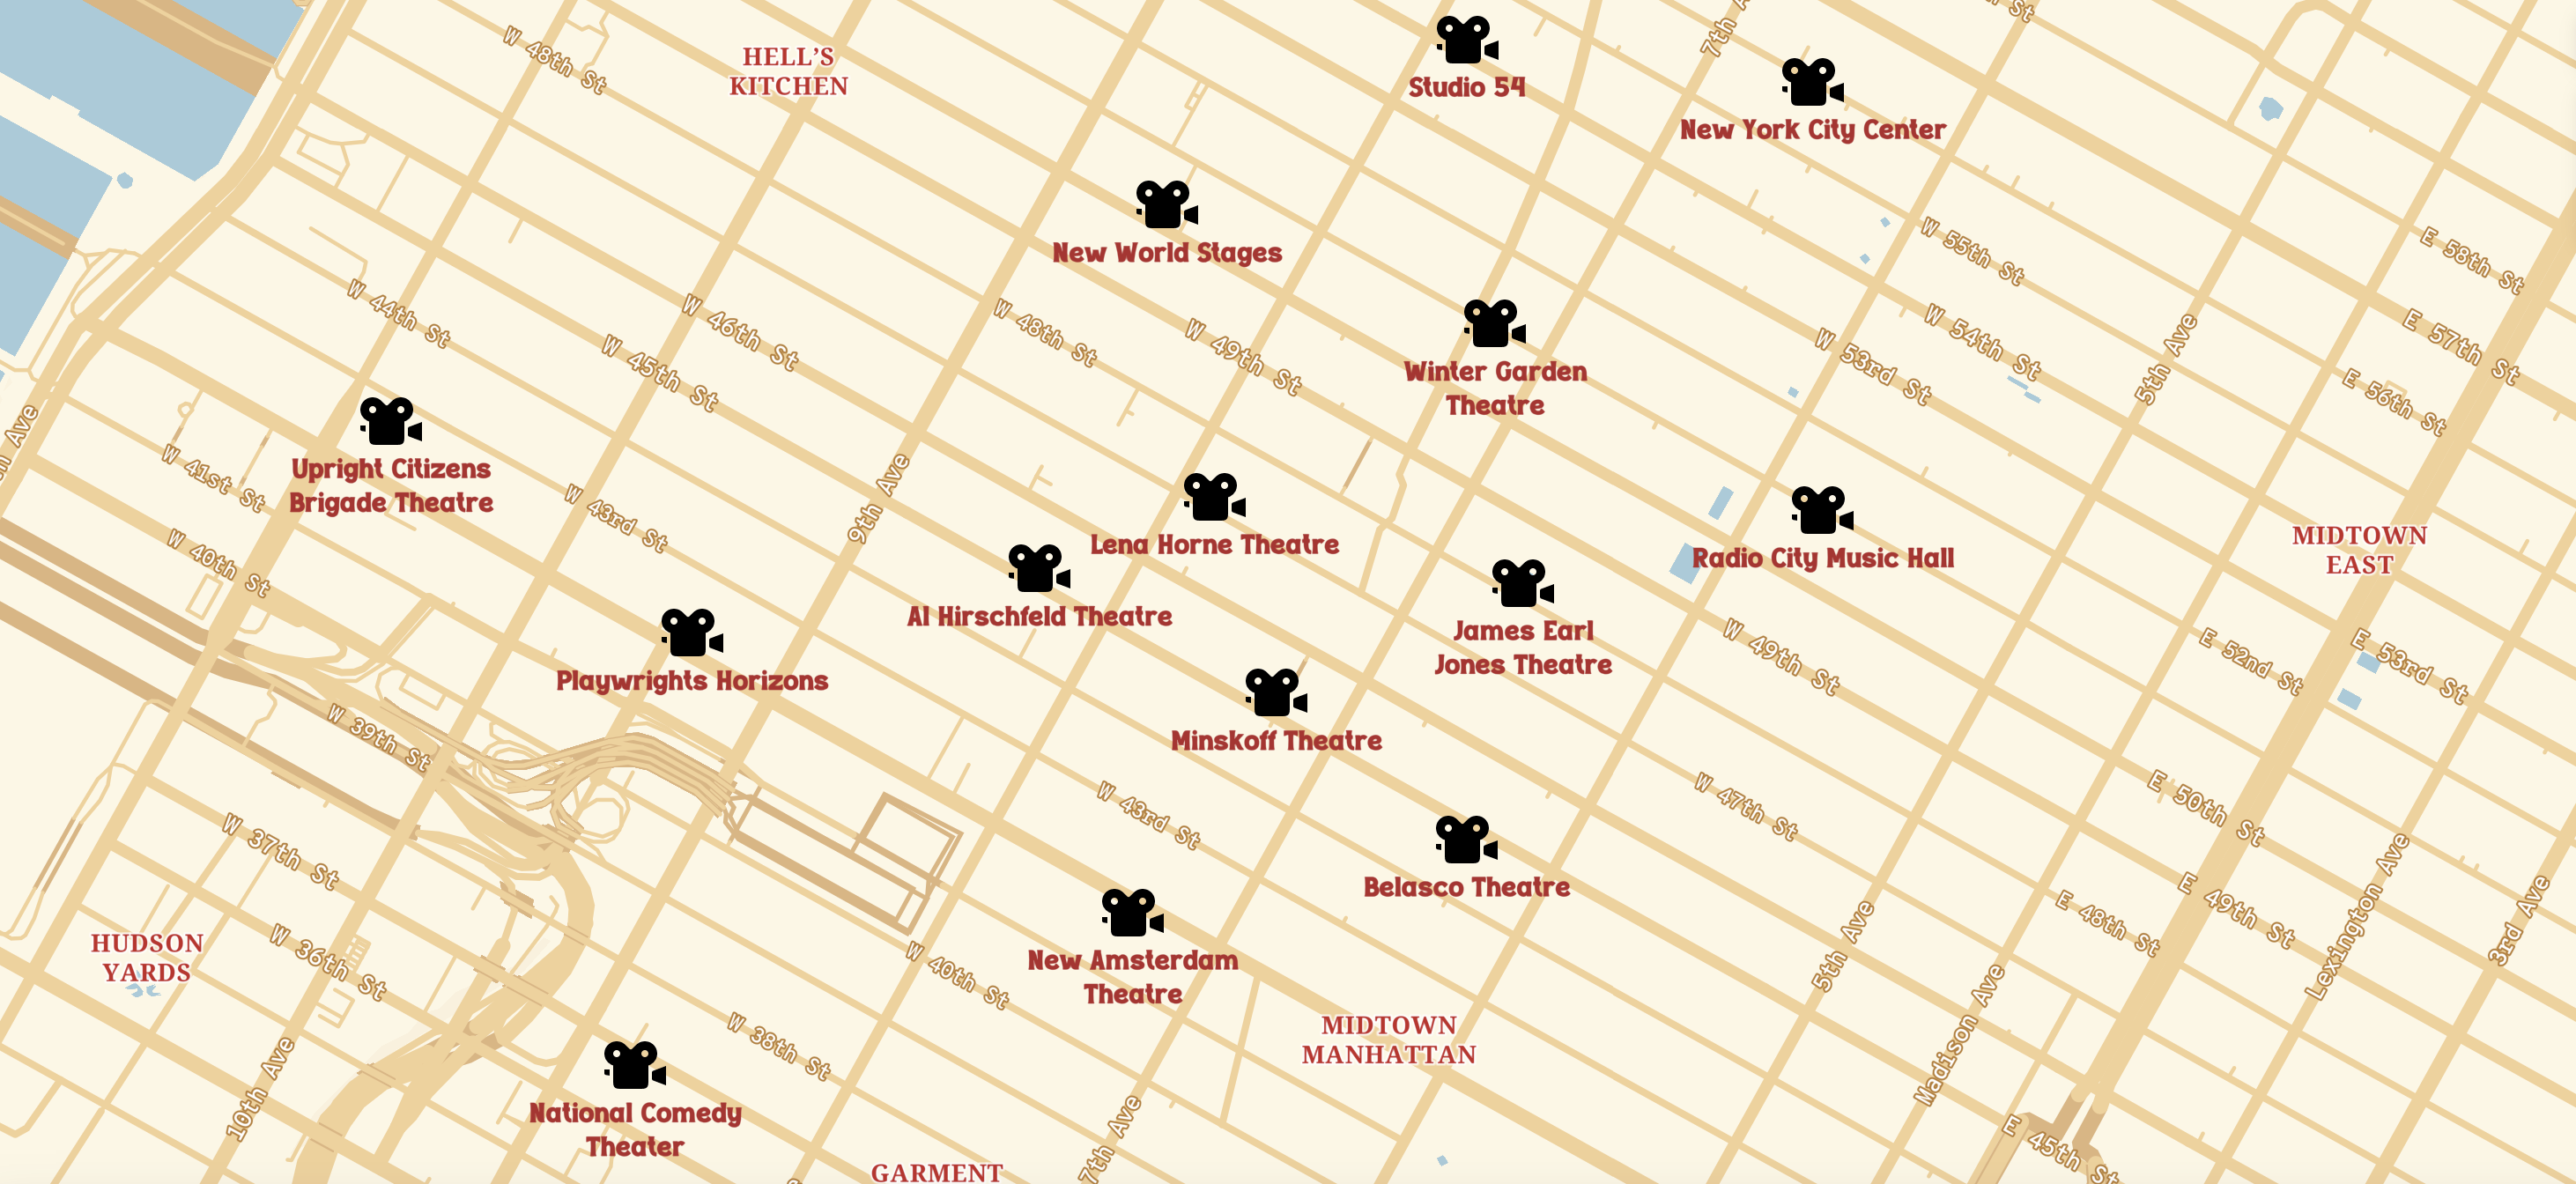 W 48th St
HELL'S
KITCHEN
Studio 54
7th
St
New York City Center
New World Stages
W 55th St
E 58th St
W 44th St
W 46th St
W 48th St
W 49th St
Winter Garden
Theatre
W 53rd St
W 54th St
5th Ave
E 57th St
E 56th St
W 45th St
Ave
Upright Citizens
Brigade Theatre
W 41st St
W 43rd St
9th Ave
Lena Horne Theatre
Radio City Music Hall
MIDTOWN
EAST
W 40th St
Al Hirschfeld Theatre
James Earl
Jones Theatre
Playwrights Horizons
W 49th St
E 52nd St
E 53rd St
Minskoff Theatre
W 39th St
W 43rd St
W 47th St
E 50th St
W 37th St
Belasco Theatre
E 48th St
E 49th St
Lexington Ave
3rd Ave
HUDSON
YARDS
W 36th St
W 40th St
New Amsterdam
Theatre
5th Ave
Madison Ave
MIDTOWN
MANHATTAN
10th Ave
W 38th St
National Comedy
Theater
7th Ave
E 45th St
GARMENT